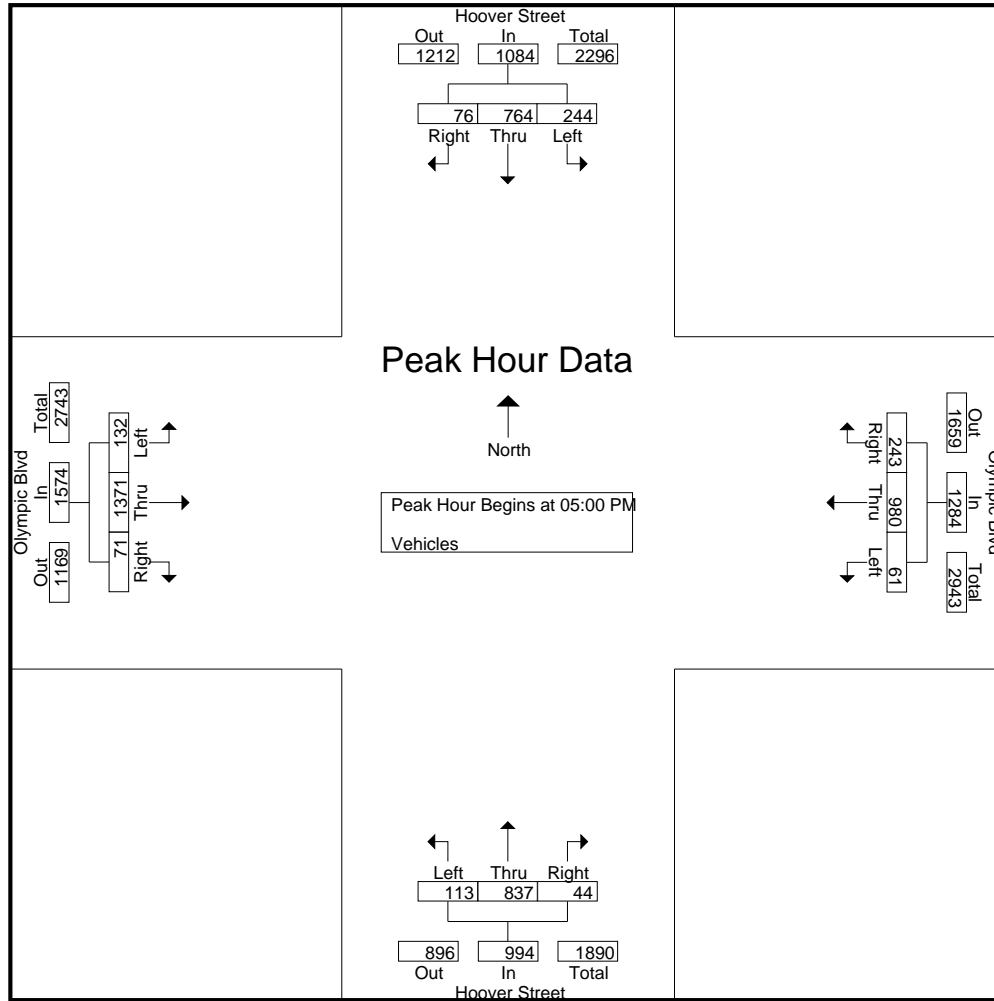 Hoover Street
Out In Total
1212 1084 2296
76 764 244
Right Thru Left
Peak Hour Data
North
Peak Hour Begins at 05:00 PM
Vehicles
Olympic Blvd
Out In Total
1169 1574 2743
71 1371 132
Right Thru Left
Olympic Blvd
Out In Total
1659 1284 2943
243 980 61
Right Thru Left
Left Thru Right
113 837 44
896 994 1890
Out In Total
Hoover Street